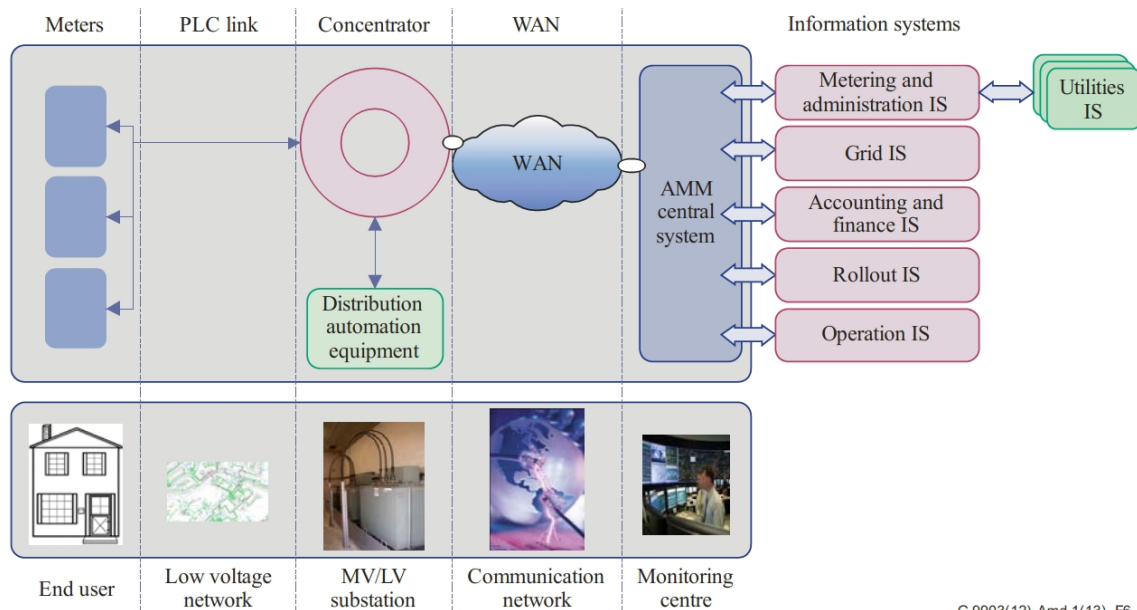 Meters
PLC link
Concentrator
WAN
Information systems
WAN
AMM
central
system
Distribution
automation
equipment
Metering and
administration IS
Utilities
IS
Grid IS
Accounting and
finance IS
Rollout IS
Operation IS
End user
Low voltage
network
MV/LV
substation
Communication
network
Monitoring
centre